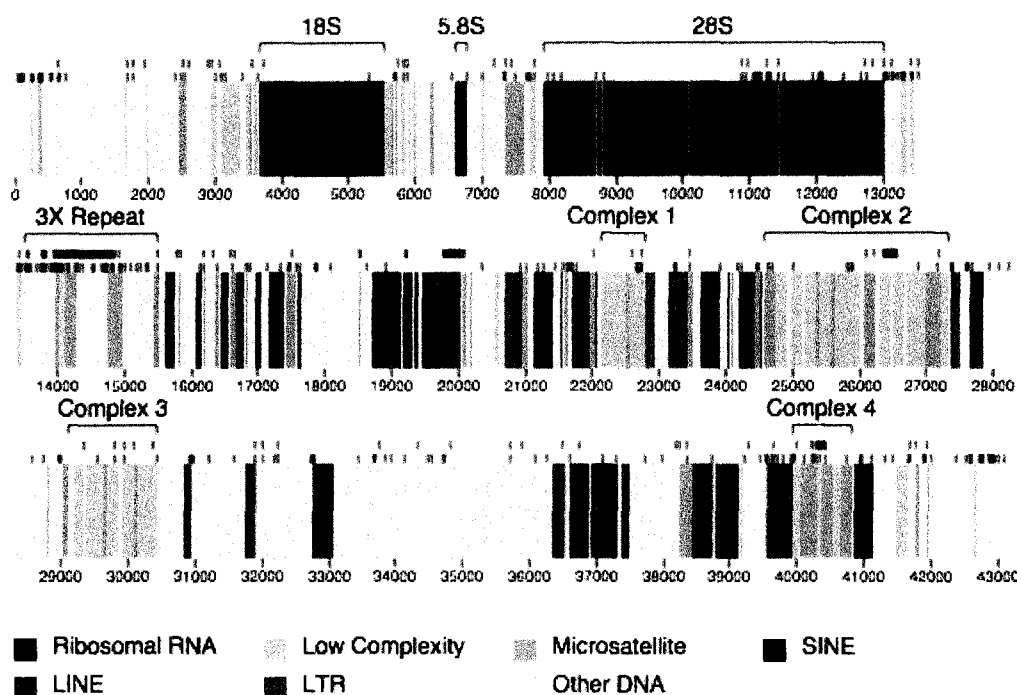 18S 5.8S 28S
0 1000 2000 3000 4000 5000 6000 7000 8000 9000 10000 11000 12000 13000
3X Repeat Complex 1 Complex 2
14000 15000 16000 17000 18000 19000 20000 21000 22000 23000 24000 25000 26000 27000 28000
Complex 3 Complex 4
29000 30000 31000 32000 33000 34000 35000 36000 37000 38000 39000 40000 41000 42000 43000
Ribosomal RNA Low Complexity Microsatellite SINE
LINE LTR Other DNA